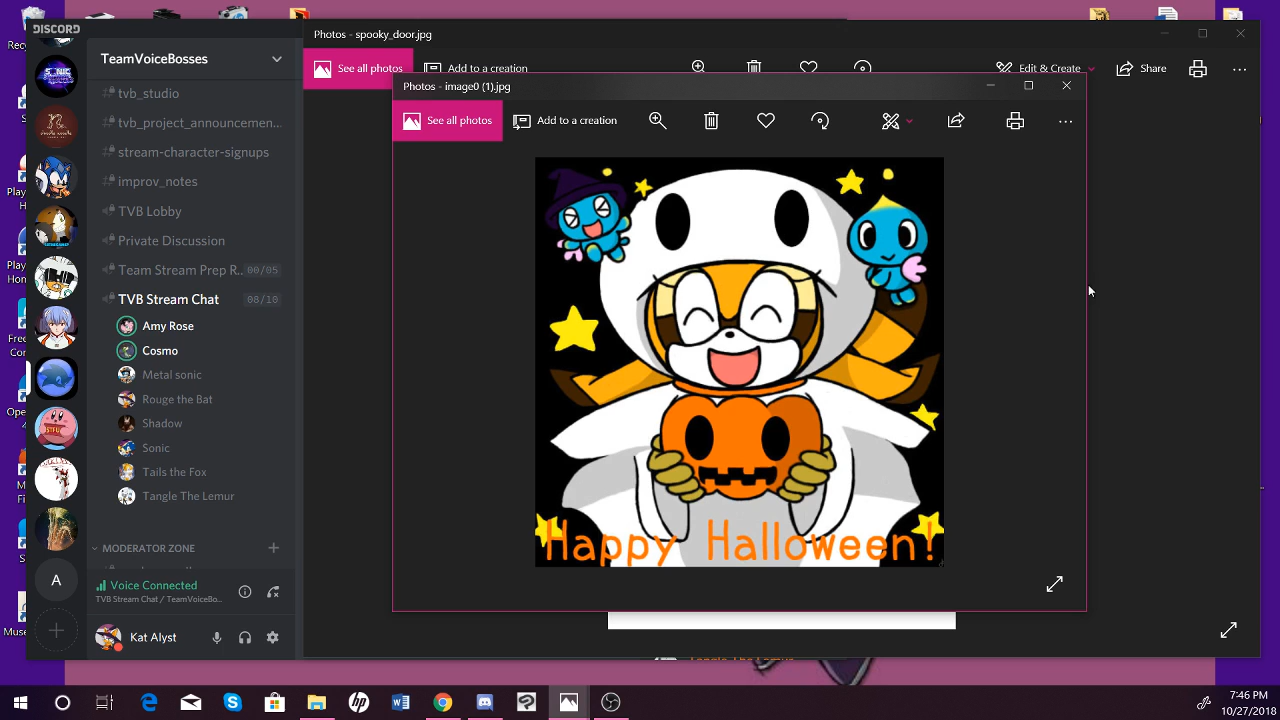 DISCORD
TeamVoiceBosses
tvb_studio
tvb_project_announcemen...
stream-character-signups
improv_notes
TVB Lobby
Private Discussion
Team Stream Prep R... 00/05
TVB Stream Chat 08/10
Amy Rose
Cosmo
Metal sonic
Rouge the Bat
Shadow
Sonic
Tails the Fox
Tangle The Lemur
MODERATOR ZONE
Voice Connected
TVB Stream Chat / TeamVoiceBo...
Kat Alyst
A
Photos - spooky_door.jpg
See all photos
Add to a creation
Edit & Create
Share
Photos - image0 (1).jpg
See all photos
Add to a creation
Happy Halloween!
7:46 PM
10/27/2018